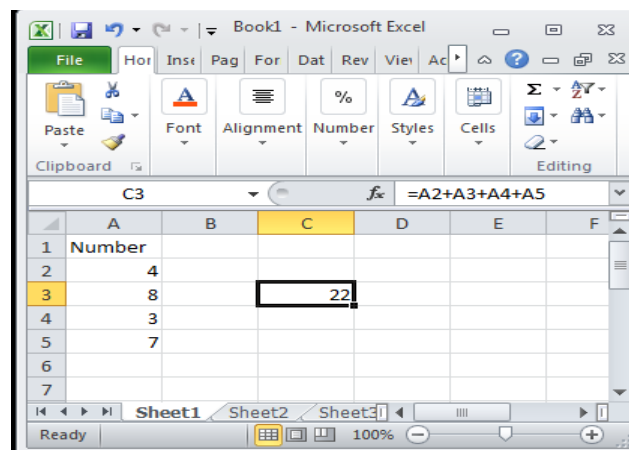 Book1 - Microsoft Excel
File Hor Inse Pag For Dat Rev Viev Ac
Paste Font Alignment Number Styles Cells
Clipboard Editing
C3 fx =A2+A3+A4+A5
A B C D E F
1 Number
2 4
3 8 22
4 3
5 7
6
7
Sheet1 Sheet2 Sheet3
Ready 100%